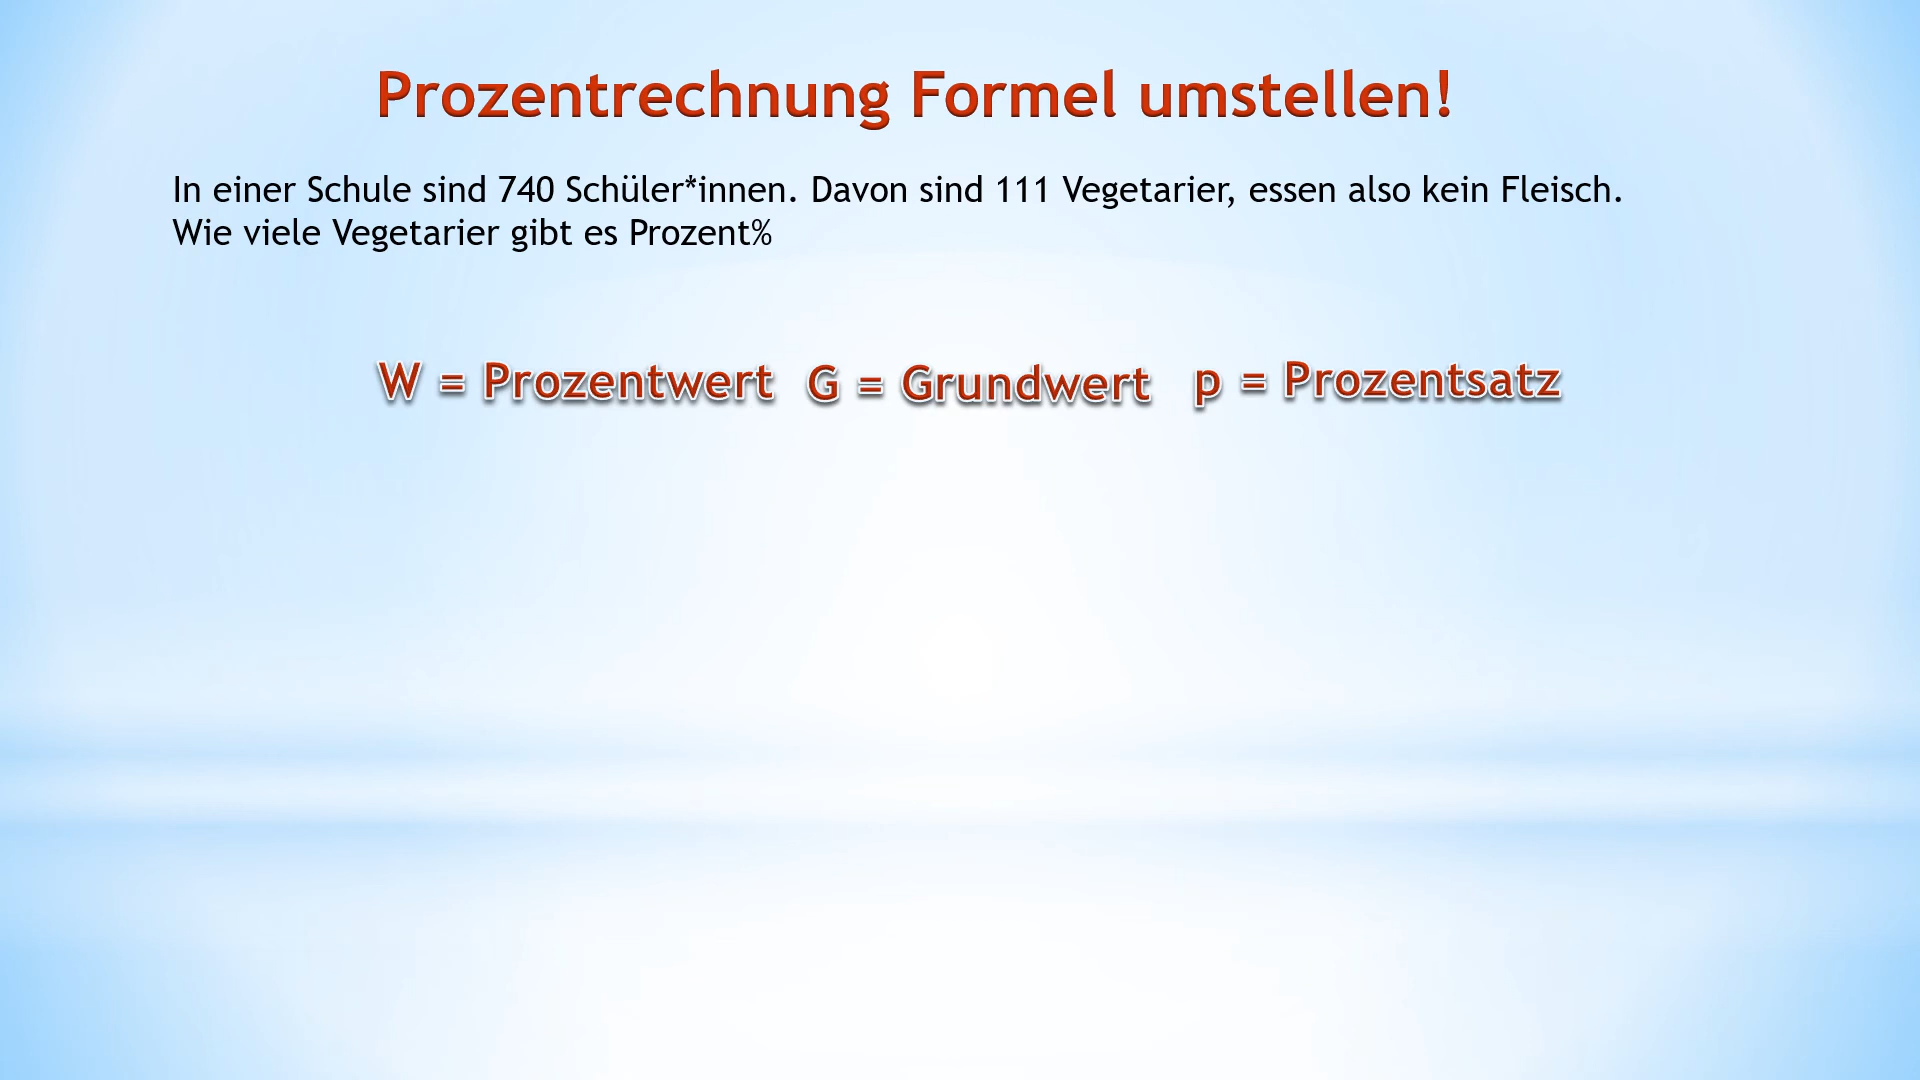 Prozentrechnung Formel umstellen!
In einer Schule sind 740 Schüler*innen. Davon sind 111 Vegetarier, essen also kein Fleisch.
Wie viele Vegetarier gibt es Prozent%
W = Prozentwert G = Grundwert p = Prozentsatz